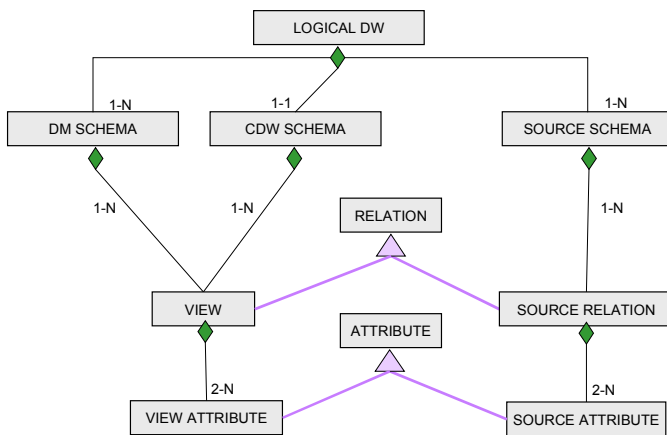 LOGICAL DW
1-N
1-1
1-N
DM SCHEMA
CDW SCHEMA
SOURCE SCHEMA
1-N
1-N
1-N
RELATION
VIEW
SOURCE RELATION
ATTRIBUTE
2-N
2-N
VIEW ATTRIBUTE
SOURCE ATTRIBUTE